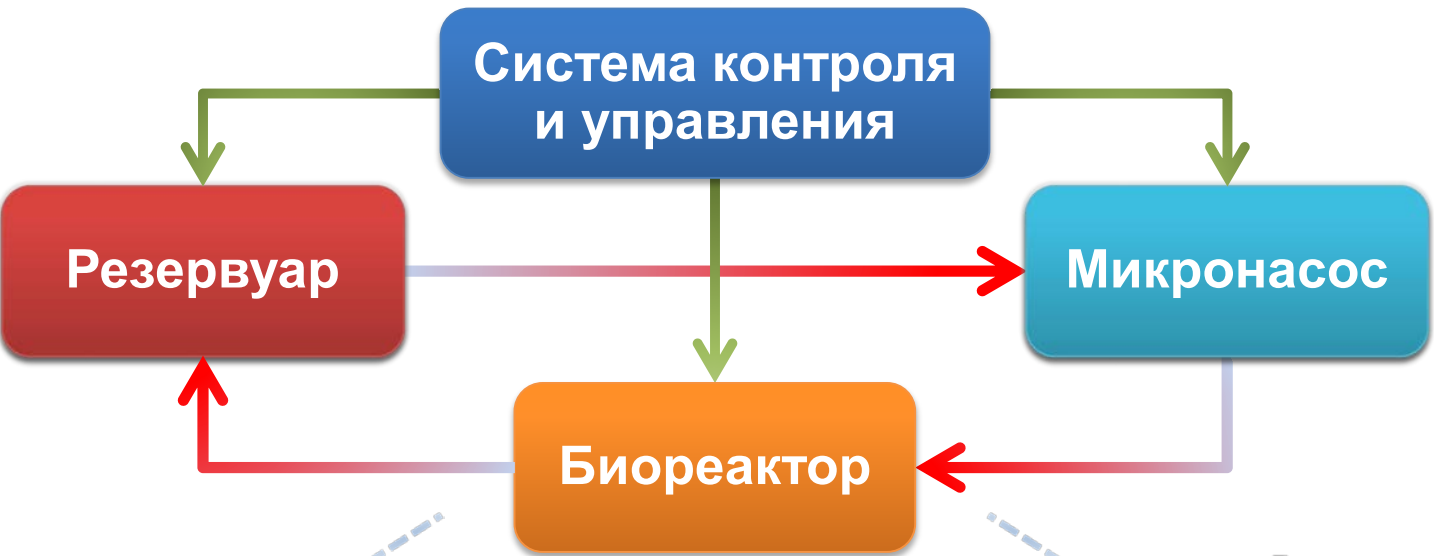 Система контроля
и управления
Резервуар
Микронасос
Биореактор